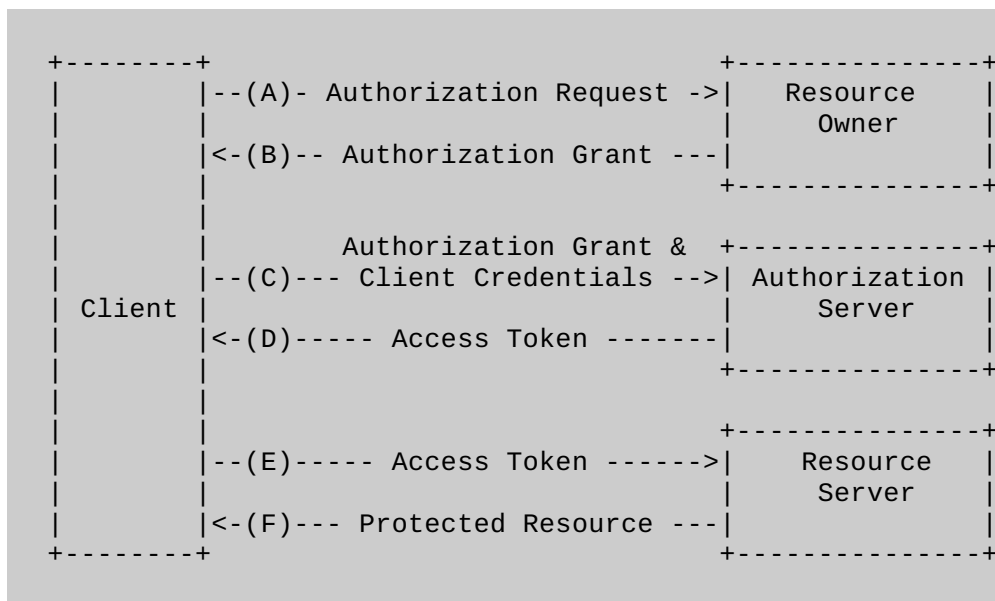 +--------+                               +---------------+
|        |--(A)- Authorization Request ->|   Resource    |
|        |                               |     Owner     |
|        |<-(B)-- Authorization Grant ---|               |
|        |                               +---------------+
|        |
|        |        Authorization Grant &  +---------------+
|        |--(C)--- Client Credentials -->| Authorization |
| Client |                               |     Server    |
|        |<-(D)----- Access Token -------|               |
|        |                               +---------------+
|        |
|        |                               +---------------+
|        |--(E)----- Access Token ------>|    Resource   |
|        |                               |     Server    |
|        |<-(F)--- Protected Resource ---|               |
+--------+                               +---------------+